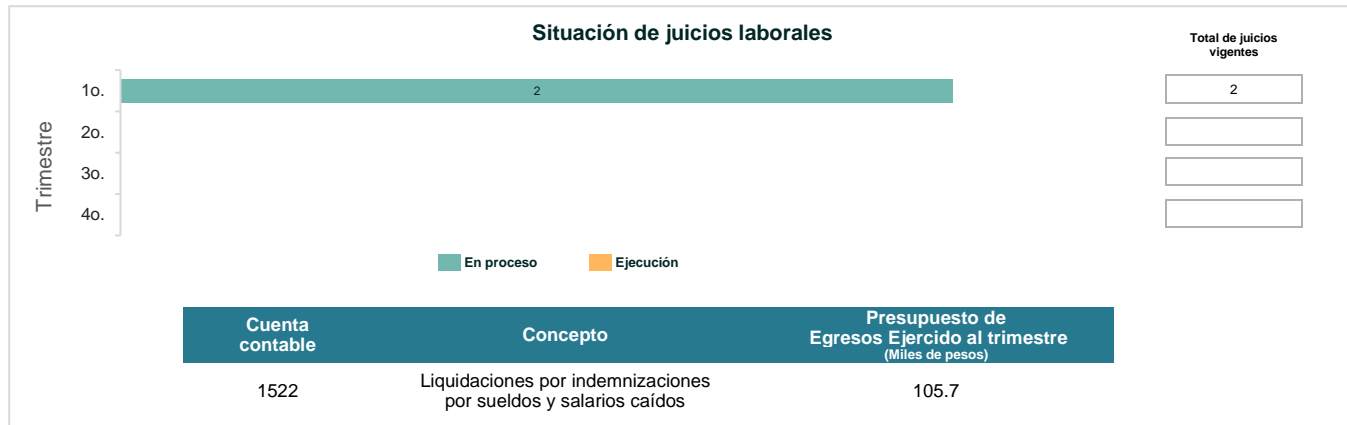 Situación de juicios laborales
Total de juicios
vigentes
Trimestre
1o.
2
2
2o.
3o.
4o.
En proceso
Ejecución
Cuenta
contable
Concepto
Presupuesto de
Egresos Ejercido al trimestre
(Miles de pesos)
1522
Liquidaciones por indemnizaciones
por sueldos y salarios caídos
105.7